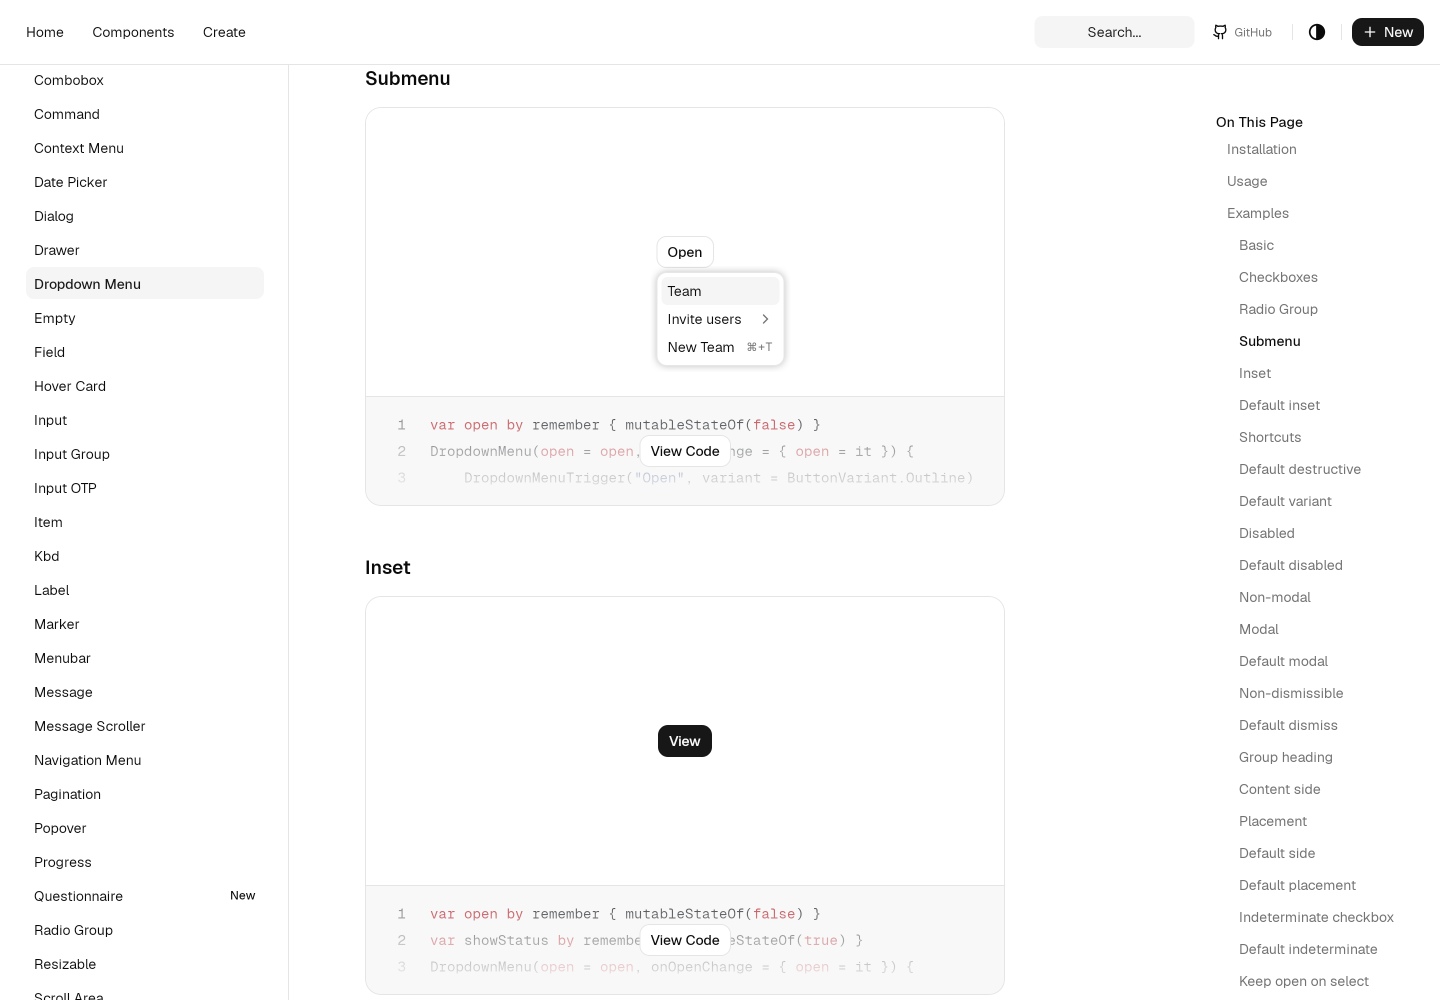 Home
Components
Create
Search...
GitHub
New
Combobox
Command
Context Menu
Date Picker
Dialog
Drawer
Dropdown Menu
Empty
Field
Hover Card
Input
Input Group
Input OTP
Item
Kbd
Label
Marker
Menubar
Message
Message Scroller
Navigation Menu
Pagination
Popover
Progress
Questionnaire New
Radio Group
Resizable
Scroll Area
Submenu
Open
Team
Invite users
New Team ⌘+T
1 var open by remember { mutableStateOf(false) }
2 DropdownMenu(open = open, nge = { open = it }) {
View Code
3 DropdownMenuTrigger("Open", variant = ButtonVariant.Outline)
Inset
View
1 var open by remember { mutableStateOf(false) }
2 var showStatus by remembe eStateOf(true) }
View Code
3 DropdownMenu(open = open, onOpenChange = { open = it }) {
On This Page
Installation
Usage
Examples
Basic
Checkboxes
Radio Group
Submenu
Inset
Default inset
Shortcuts
Default destructive
Default variant
Disabled
Default disabled
Non-modal
Modal
Default modal
Non-dismissible
Default dismiss
Group heading
Content side
Placement
Default side
Default placement
Indeterminate checkbox
Default indeterminate
Keep open on select